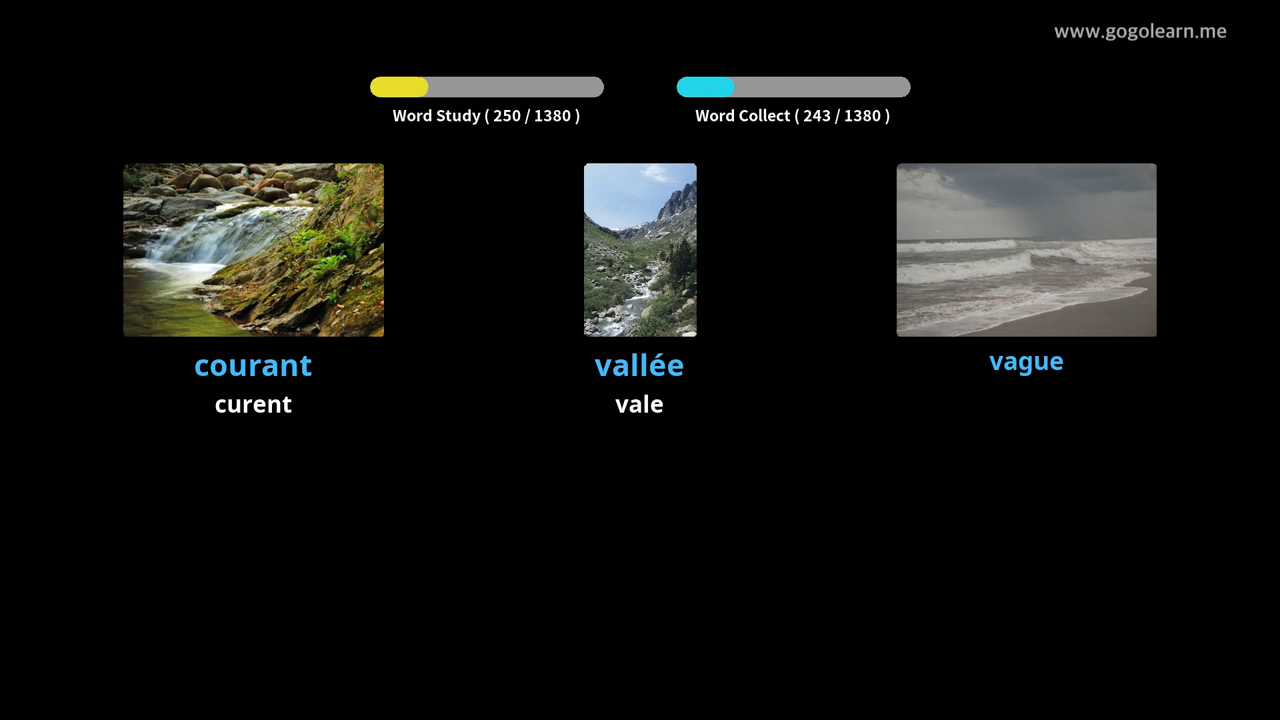 www.gogolearn.me
Word Study ( 250 / 1380 )
Word Collect ( 243 / 1380 )
courant
curent
vallée
vale
vague